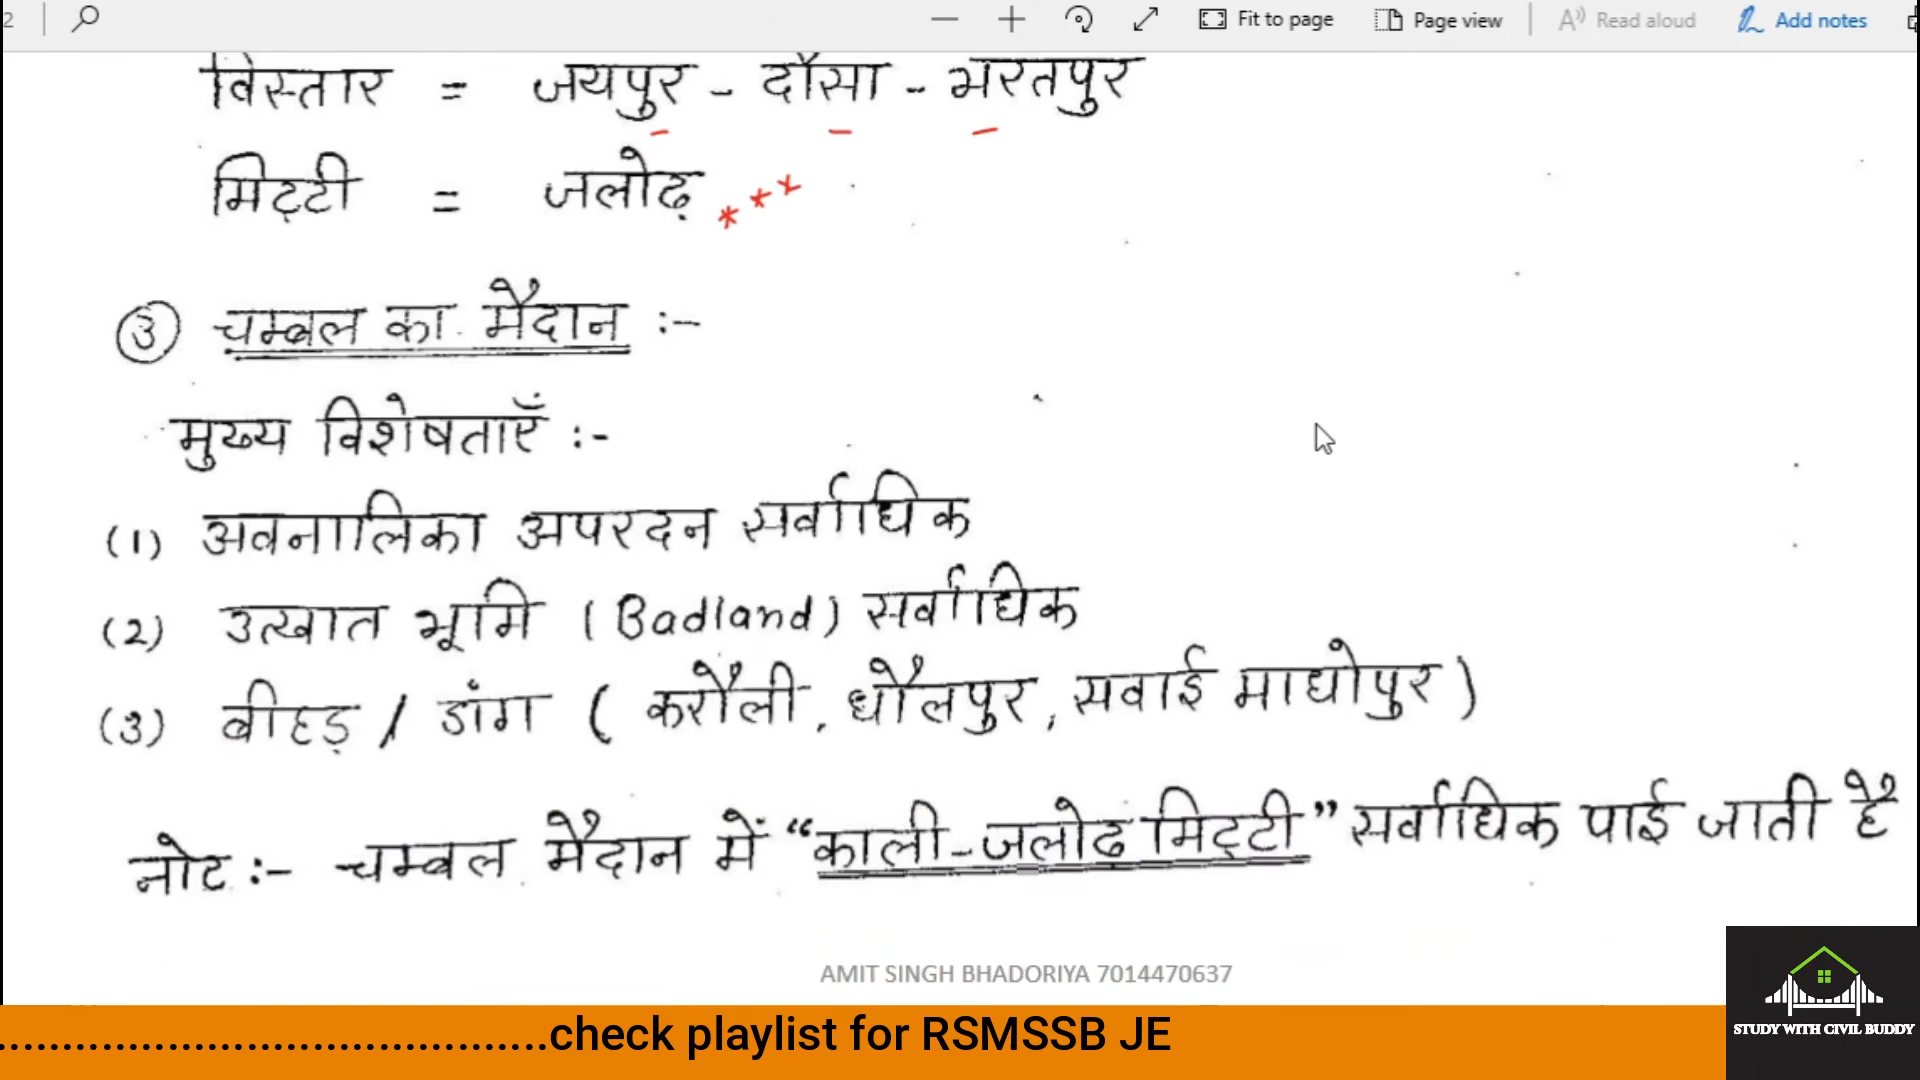 2 Fit to page Page view Read aloud Add notes
विस्तार = जयपुर - दौसा - भरतपुर
मिट्टी = जलोढ़ ***
③ चम्बल का मैदान :-
मुख्य विशेषताएँ :-
(1) अवनालिका अपरदन सर्वाधिक
(2) उत्खात भूमि (Badland) सर्वाधिक
(3) बीहड़ / डांग ( करौली, धौलपुर, सवाई माधोपुर )
नोट :- चम्बल मैदान में “काली-जलोढ मिट्टी” सर्वाधिक पाई जाती है
AMIT SINGH BHADORIYA 7014470637
STUDY WITH CIVIL BUDDY
..........................................check playlist for RSMSSB JE